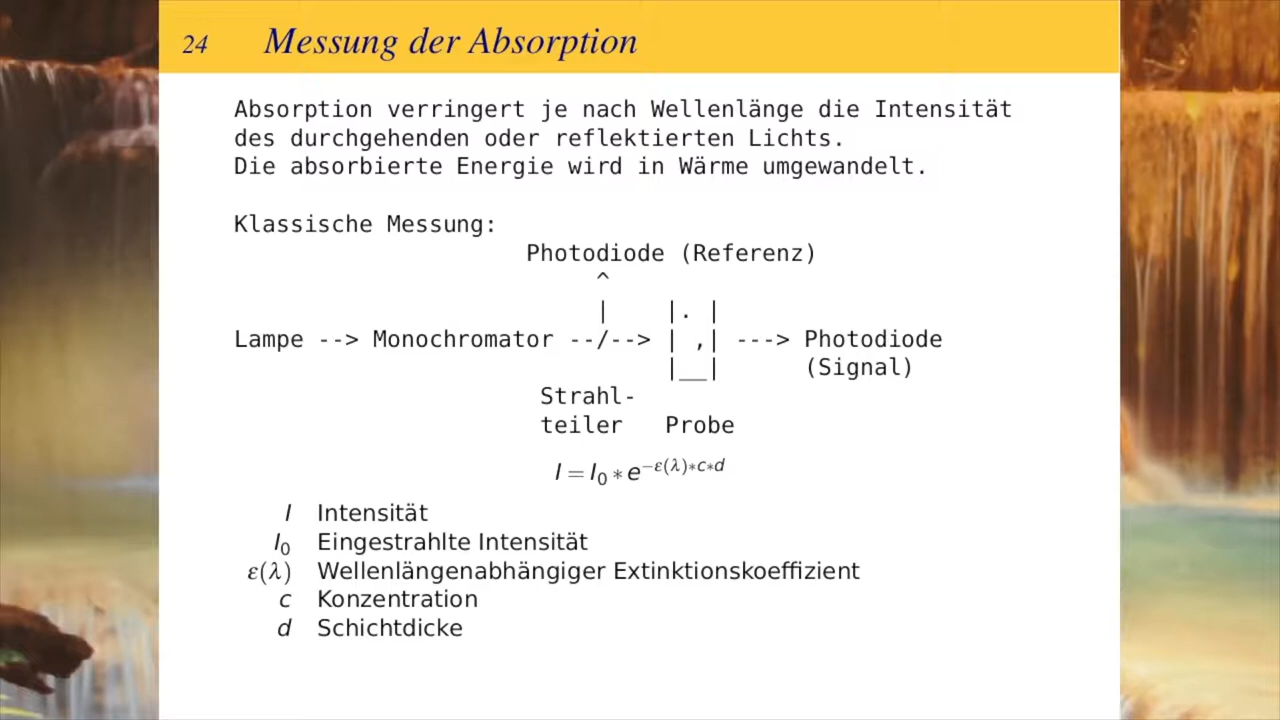 24 Messung der Absorption
Absorption verringert je nach Wellenlänge die Intensität
des durchgehenden oder reflektierten Lichts.
Die absorbierte Energie wird in Wärme umgewandelt.
Klassische Messung:
Photodiode (Referenz)
^
| |. |
Lampe --> Monochromator --/--> | ,| ---> Photodiode
|__| (Signal)
Strahl-
teiler Probe
I = I₀ * e^{−ε(λ)*c*d}
I Intensität
I₀ Eingestrahlte Intensität
ε(λ) Wellenlängenabhängiger Extinktionskoeffizient
c Konzentration
d Schichtdicke